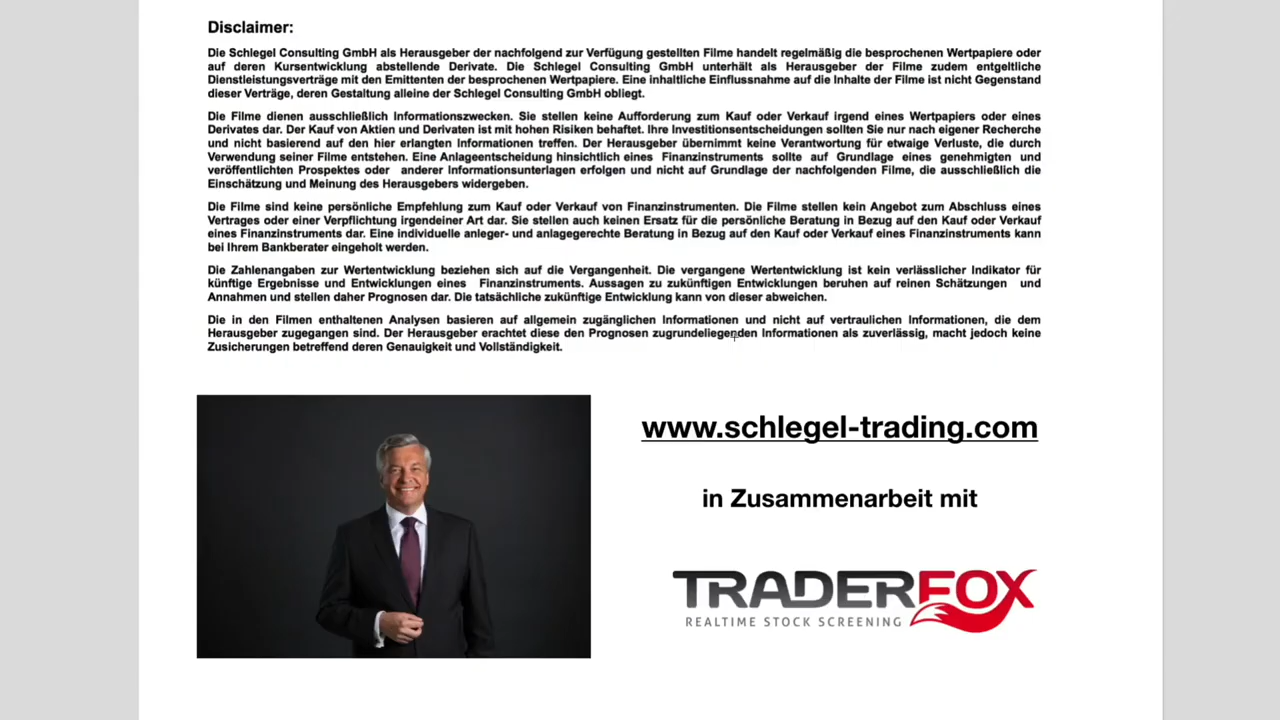 Disclaimer:
Die Schlegel Consulting GmbH als Herausgeber der nachfolgend zur Verfügung gestellten Filme handelt regelmäßig die besprochenen Wertpapiere oder
auf deren Kursentwicklung abstellende Derivate. Die Schlegel Consulting GmbH unterhält als Herausgeber der Filme zudem entgeltliche
Dienstleistungsverträge mit den Emittenten der besprochenen Wertpapiere. Eine inhaltliche Einflussnahme auf die Inhalte der Filme ist nicht Gegenstand
dieser Verträge, deren Gestaltung alleine der Schlegel Consulting GmbH obliegt.
Die Filme dienen ausschließlich Informationszwecken. Sie stellen keine Aufforderung zum Kauf oder Verkauf irgend eines Wertpapiers oder eines
Derivates dar. Der Kauf von Aktien und Derivaten ist mit hohen Risiken behaftet. Ihre Investitionsentscheidungen sollten Sie nur nach eigener Recherche
und nicht basierend auf den hier erlangten Informationen treffen. Der Herausgeber übernimmt keine Verantwortung für etwaige Verluste, die durch
Verwendung seiner Filme entstehen. Eine Anlageentscheidung hinsichtlich eines Finanzinstruments sollte auf Grundlage eines genehmigten und
veröffentlichten Prospektes oder anderer Informationsunterlagen erfolgen und nicht auf Grundlage der nachfolgenden Filme, die ausschließlich die
Einschätzung und Meinung des Herausgebers widergeben.
Die Filme sind keine persönliche Empfehlung zum Kauf oder Verkauf von Finanzinstrumenten. Die Filme stellen kein Angebot zum Abschluss eines
Vertrages oder einer Verpflichtung irgendeiner Art dar. Sie stellen auch keinen Ersatz für die persönliche Beratung in Bezug auf den Kauf oder Verkauf
eines Finanzinstruments dar. Eine individuelle anleger- und anlagegerechte Beratung in Bezug auf den Kauf oder Verkauf eines Finanzinstruments kann
bei Ihrem Bankberater eingeholt werden.
Die Zahlenangaben zur Wertentwicklung beziehen sich auf die Vergangenheit. Die vergangene Wertentwicklung ist kein verlässlicher Indikator für
künftige Ergebnisse und Entwicklungen eines Finanzinstruments. Aussagen zu zukünftigen Entwicklungen beruhen auf reinen Schätzungen und
Annahmen und stellen daher Prognosen dar. Die tatsächliche zukünftige Entwicklung kann von dieser abweichen.
Die in den Filmen enthaltenen Analysen basieren auf allgemein zugänglichen Informationen und nicht auf vertraulichen Informationen, die dem
Herausgeber zugegangen sind. Der Herausgeber erachtet diese den Prognosen zugrundeliegenden Informationen als zuverlässig, macht jedoch keine
Zusicherungen betreffend deren Genauigkeit und Vollständigkeit.
www.schlegel-trading.com
in Zusammenarbeit mit
TRADERFOX
REALTIME STOCK SCREENING